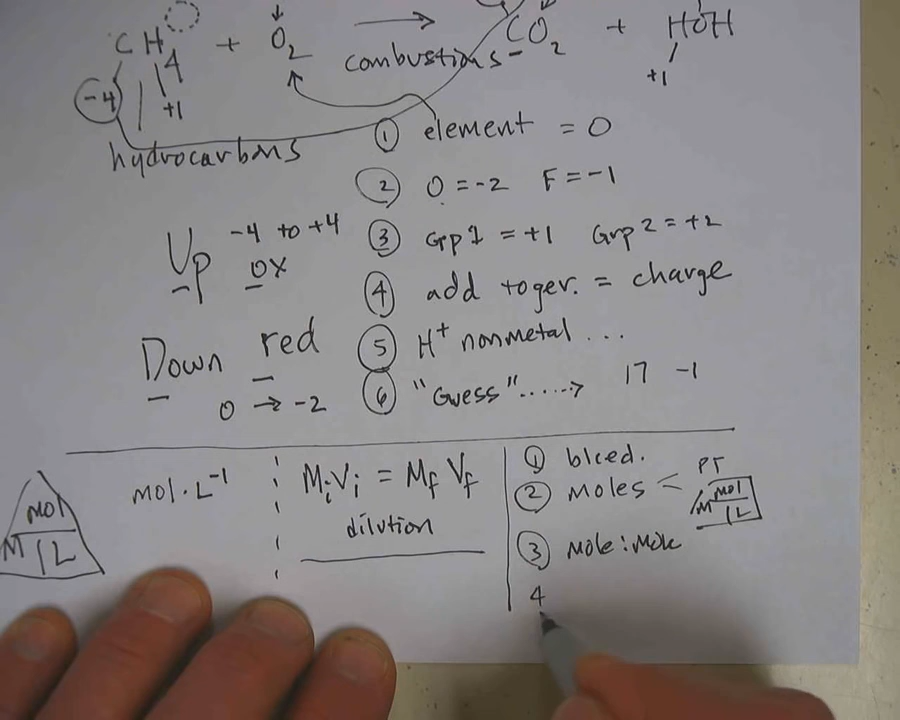 CH4 + O2 → CO2 + HOH
combustions
-4
+1
+1
hydrocarbons
① element = 0
② O = -2 F = -1
③ Grp 1 = +1 Grp 2 = +2
④ add toger. = charge
⑤ H+ nonmetal ...
⑥ "Guess".....→ 17 -1
Up -4 to +4
ox
Down red
0 → -2
mol
M L
mol·L-1
MiVi = MfVf
dilution
① blced.
② moles < PT
mol
M L
③ mole:mole
4